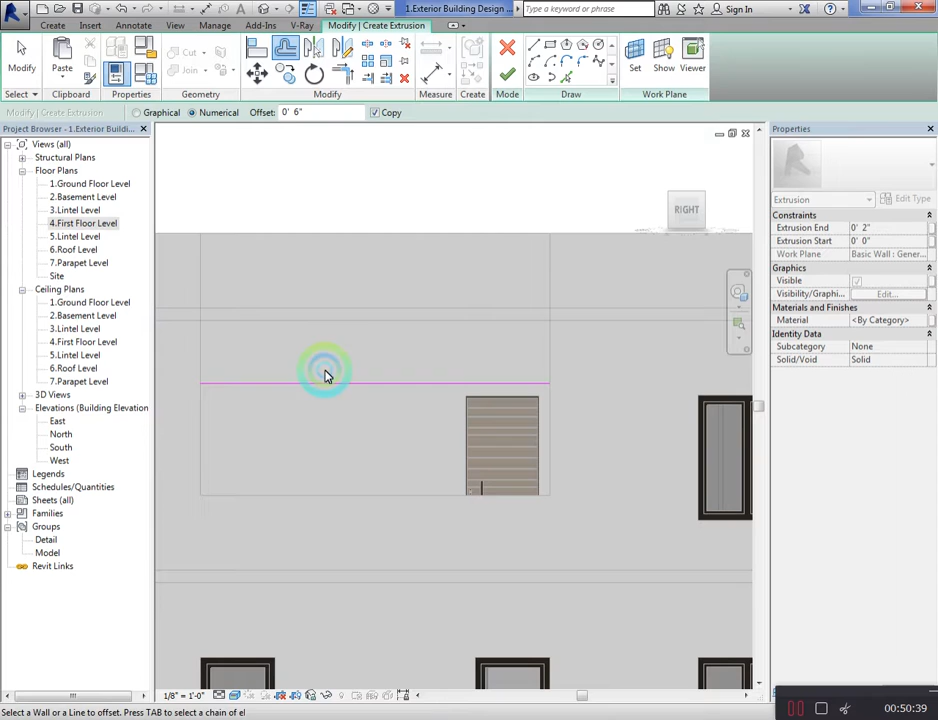 1.Exterior Building Design ...
Type a keyword or phrase
Sign In
Create
Insert
Annotate
View
Manage
Add-Ins
V-Ray
Modify | Create Extrusion
Modify
Paste
Cut
Join
Set
Show
Viewer
Select
Clipboard
Properties
Geometry
Modify
Measure
Create
Mode
Draw
Work Plane
Modify | Create Extrusion
Graphical
Numerical
Offset:
0' 6"
Copy
Project Browser - 1.Exterior Buildi...
Views (all)
Structural Plans
Floor Plans
1.Ground Floor Level
2.Basement Level
3.Lintel Level
4.First Floor Level
5.Lintel Level
6.Roof Level
7.Parapet Level
Site
Ceiling Plans
1.Ground Floor Level
2.Basement Level
3.Lintel Level
4.First Floor Level
5.Lintel Level
6.Roof Level
7.Parapet Level
3D Views
Elevations (Building Elevation
East
North
South
West
Legends
Schedules/Quantities
Sheets (all)
Families
Groups
Detail
Model
Revit Links
RIGHT
Properties
Extrusion
Edit Type
Constraints
Extrusion End 0' 2"
Extrusion Start 0' 0"
Work Plane Basic Wall : Gener...
Graphics
Visible
Visibility/Graphi... Edit...
Materials and Finishes
Material <By Category>
Identity Data
Subcategory None
Solid/Void Solid
1/8" = 1'-0"
Select a Wall or a Line to offset. Press TAB to select a chain of el
00:50:39